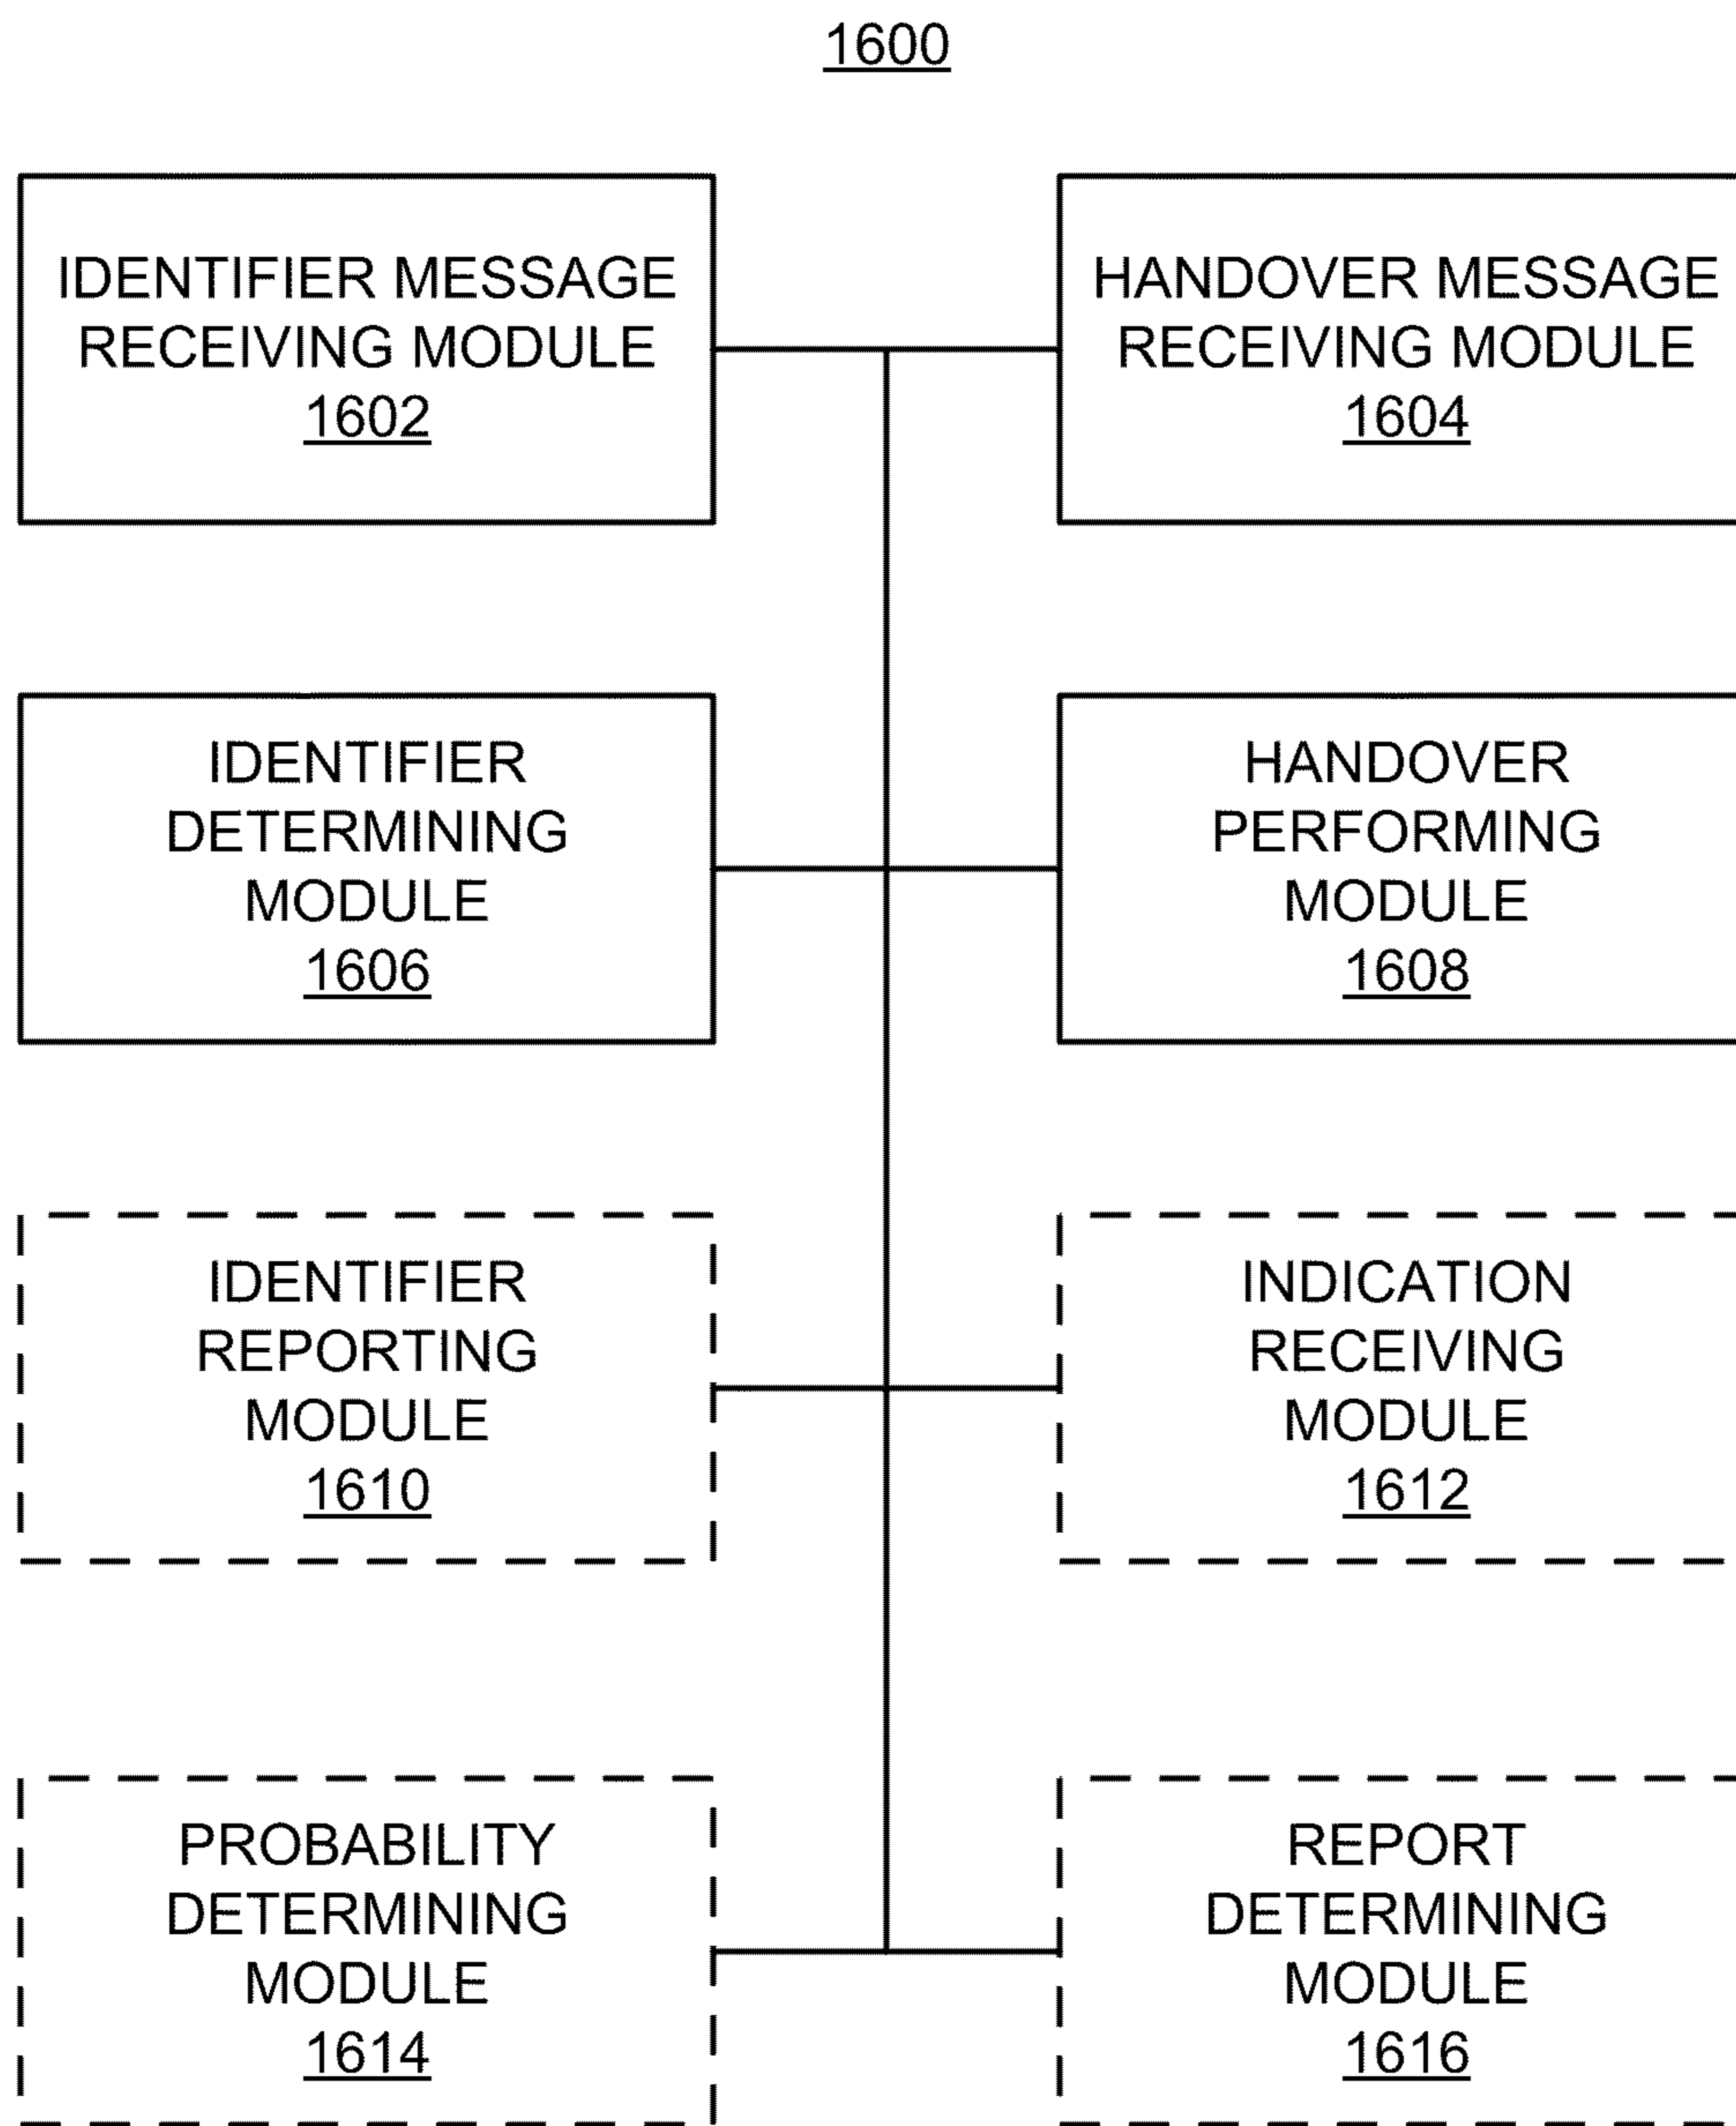 1600
IDENTIFIER MESSAGE
RECEIVING MODULE
1602
HANDOVER MESSAGE
RECEIVING MODULE
1604
IDENTIFIER
DETERMINING
MODULE
1606
HANDOVER
PERFORMING
MODULE
1608
IDENTIFIER
REPORTING
MODULE
1610
INDICATION
RECEIVING
MODULE
1612
PROBABILITY
DETERMINING
MODULE
1614
REPORT
DETERMINING
MODULE
1616